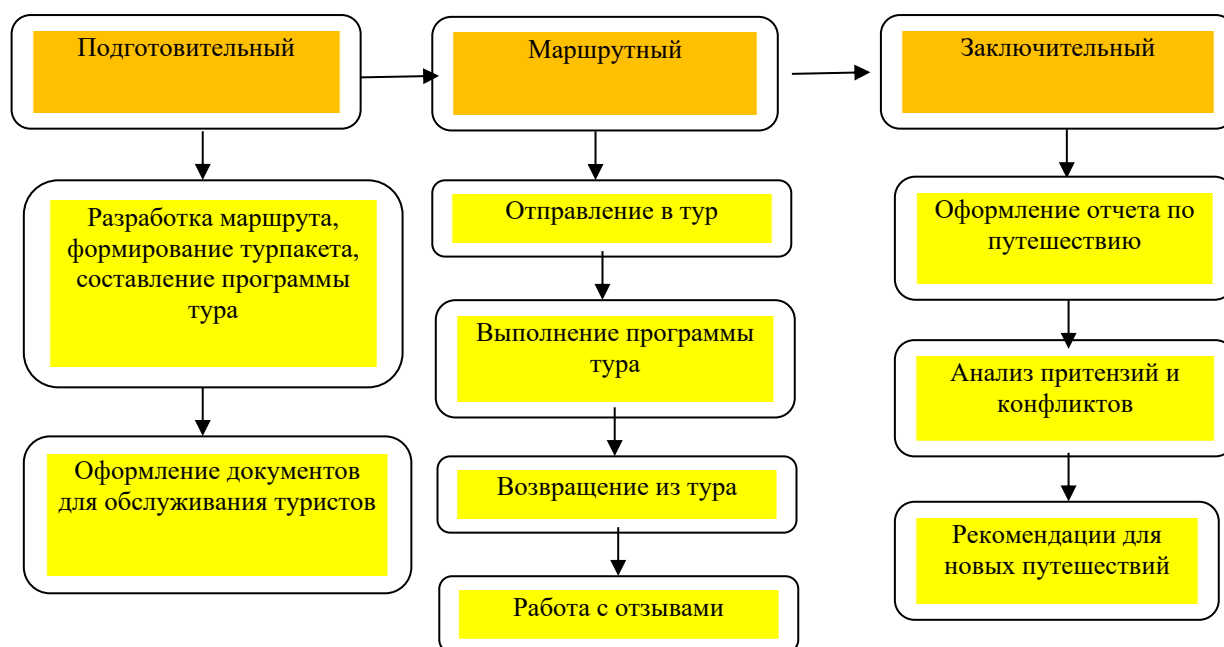 Подготовительный
Маршрутный
Заключительный
Разработка маршрута,
формирование турпакета,
составление программы
тура
Оформление документов
для обслуживания туристов
Отправление в тур
Выполнение программы
тура
Возвращение из тура
Работа с отзывами
Оформление отчета по
путешествию
Анализ притензий и
конфликтов
Рекомендации для
новых путешествий